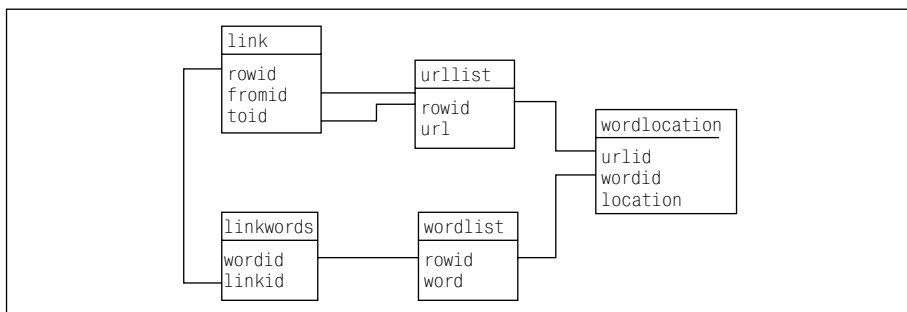 link
rowid
fromid
toid
urllist
rowid
url
wordlocation
urlid
wordid
location
linkwords
wordid
linkid
wordlist
rowid
word